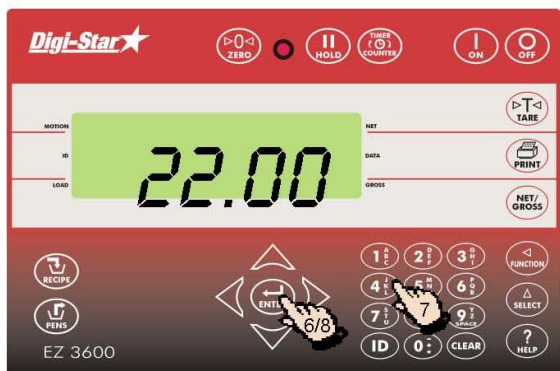 Digi-Star
▷0◁ ZERO
HOLD
TIMER COUNTER
ON
OFF
MOTION
NET
▷T◁ TARE
ID
22.00
DATA
PRINT
LOAD
GROSS
NET/
GROSS
RECIPE
1 A B C
2 D E F
3 G H I
FUNCTION
6/8
4 J K L
7
6 P Q R
SELECT
PENS
7 S T U
9 Y Z SPACE
EZ 3600
ID
0
CLEAR
? HELP